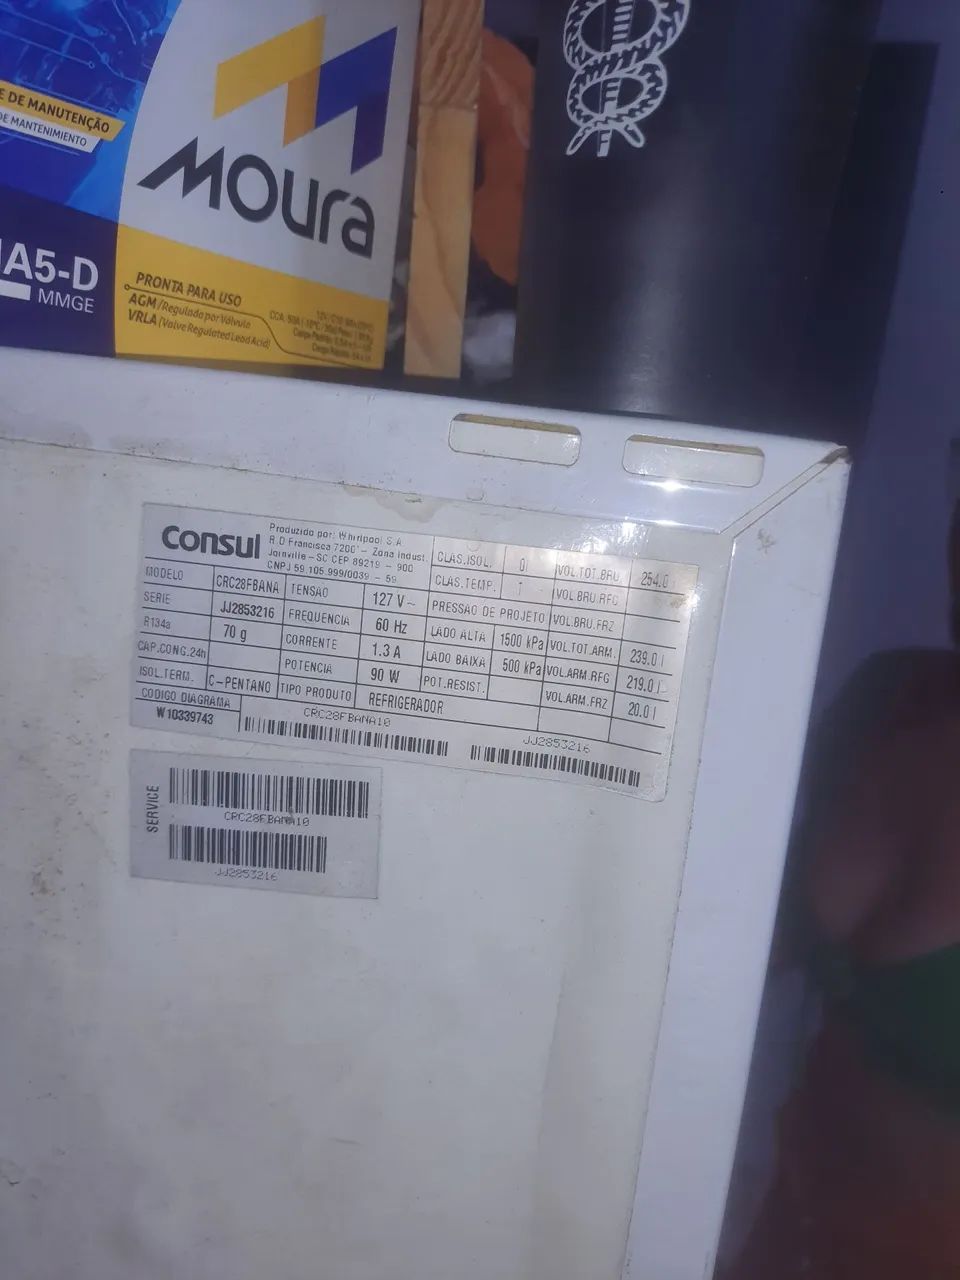 E DE MANUTENÇÃO
DE MANTENIMIENTO
MOURA
A5-D
MMGE
PRONTA PARA USO
AGM /Regulada por Válvula
VRLA (Valve Regulated Lead Acid)
Consul
Produzido por: Whirlpool S.A
R.D Francisca 7200 - Zona Indust.
Joinville - SC CEP 89219 - 900
CNPJ 59.105.999/0039 - 59
MODELO CRC28FBANA TENSAO 127 V~ CLAS.ISOL. 0I VOL.TOT.BRU 254.0 l
SERIE JJ2853216 FREQUENCIA 60 Hz CLAS.TEMP. T VOL.BRU.RFG
R134a 70 g CORRENTE 1.3 A PRESSAO DE PROJETO VOL.BRU.FRZ
CAP.CONG.24h POTENCIA 90 W LADO ALTA 1500 kPa VOL.TOT.ARM. 239.0 l
ISOL.TERM. C-PENTANO TIPO PRODUTO REFRIGERADOR LADO BAIXA 500 kPa VOL.ARM.RFG 219.0 l
POT.RESIST. VOL.ARM.FRZ 20.0 l
CODIGO DIAGRAMA
W10339743
CRC28FBANA10
JJ2853216
SERVICE
CRC28FBANA10
JJ2853216